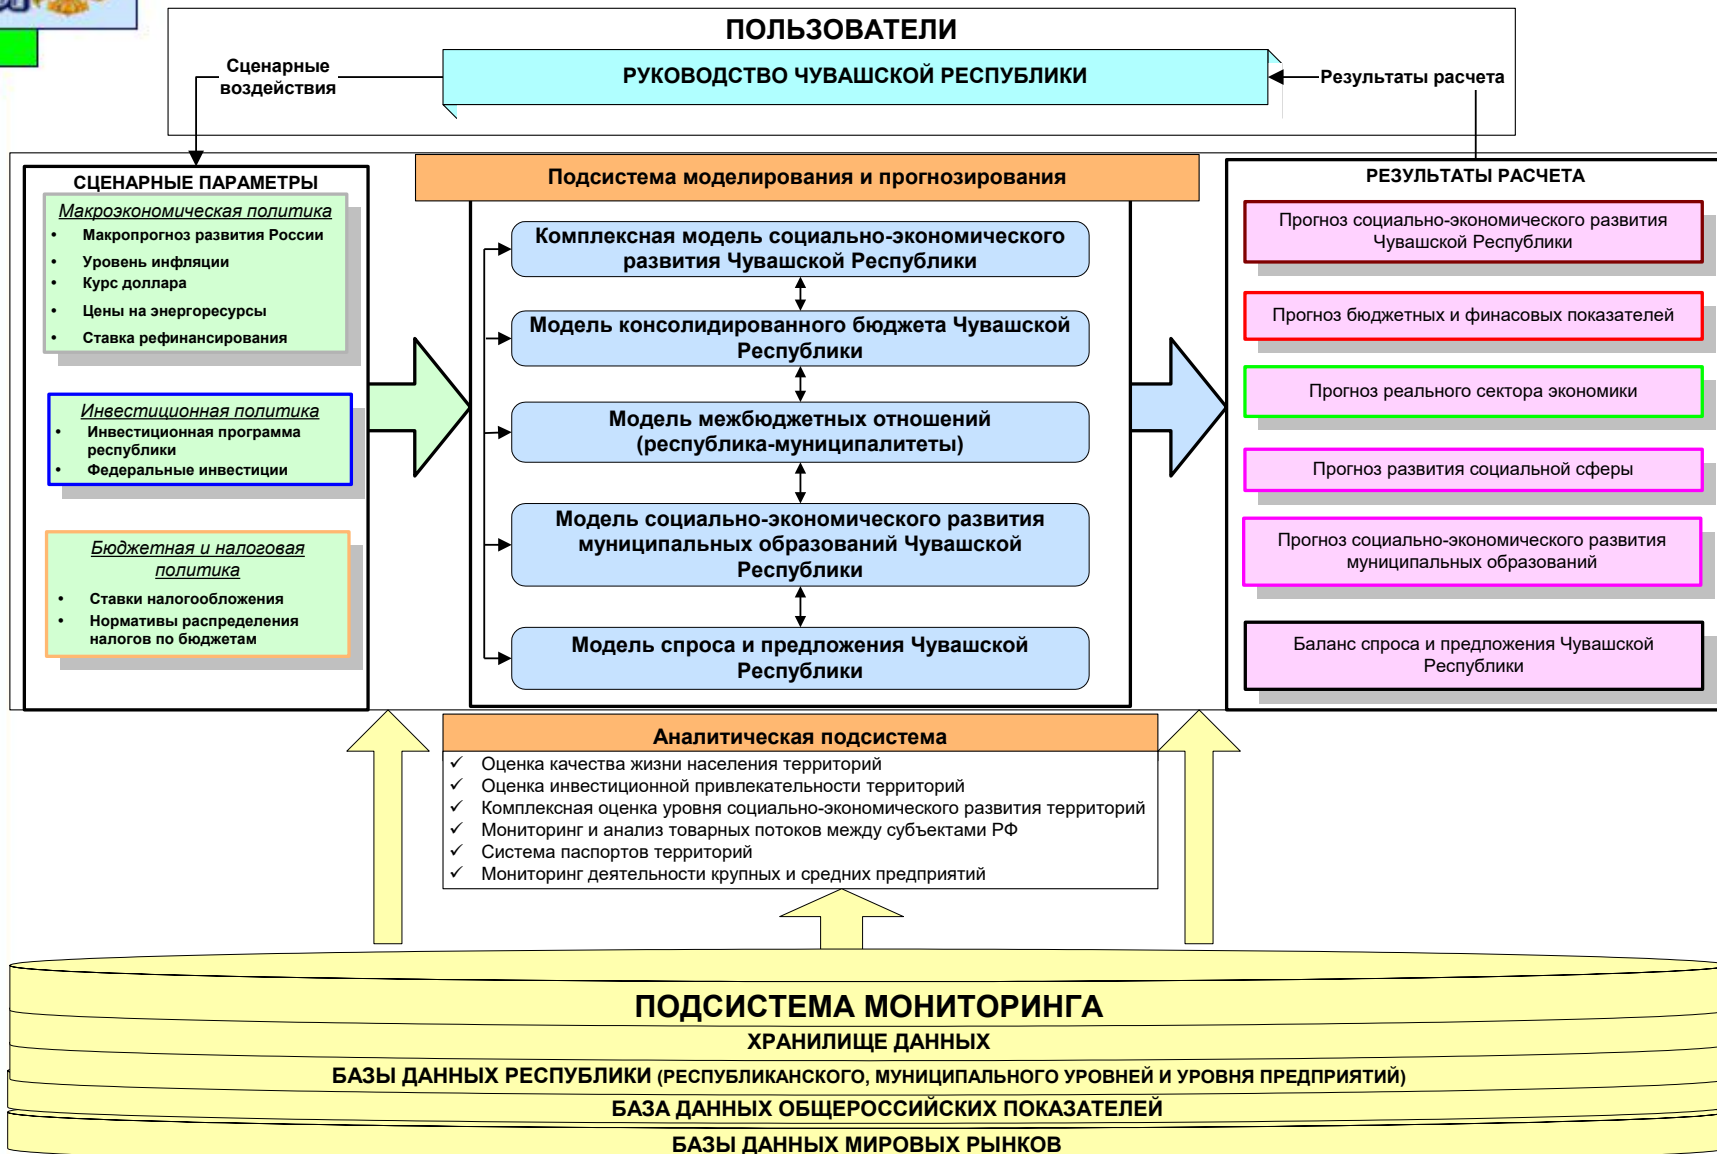 ПОЛЬЗОВАТЕЛИ
Сценарные
воздействия
РУКОВОДСТВО ЧУВАШСКОЙ РЕСПУБЛИКИ
Результаты расчета
СЦЕНАРНЫЕ ПАРАМЕТРЫ
Макроэкономическая политика
• Макропрогноз развития России
• Уровень инфляции
• Курс доллара
• Цены на энергоресурсы
• Ставка рефинансирования
Инвестиционная политика
• Инвестиционная программа
республики
• Федеральные инвестиции
Бюджетная и налоговая
политика
• Ставки налогообложения
• Нормативы распределения
налогов по бюджетам
Подсистема моделирования и прогнозирования
Комплексная модель социально-экономического
развития Чувашской Республики
Модель консолидированного бюджета Чувашской
Республики
Модель межбюджетных отношений
(республика-муниципалитеты)
Модель социально-экономического развития
муниципальных образований Чувашской
Республики
Модель спроса и предложения Чувашской
Республики
РЕЗУЛЬТАТЫ РАСЧЕТА
Прогноз социально-экономического развития
Чувашской Республики
Прогноз бюджетных и финасовых показателей
Прогноз реального сектора экономики
Прогноз развития социальной сферы
Прогноз социально-экономического развития
муниципальных образований
Баланс спроса и предложения Чувашской
Республики
Аналитическая подсистема
✓ Оценка качества жизни населения территорий
✓ Оценка инвестиционной привлекательности территорий
✓ Комплексная оценка уровня социально-экономического развития территорий
✓ Мониторинг и анализ товарных потоков между субъектами РФ
✓ Система паспортов территорий
✓ Мониторинг деятельности крупных и средних предприятий
ПОДСИСТЕМА МОНИТОРИНГА
ХРАНИЛИЩЕ ДАННЫХ
БАЗЫ ДАННЫХ РЕСПУБЛИКИ (РЕСПУБЛИКАНСКОГО, МУНИЦИПАЛЬНОГО УРОВНЕЙ И УРОВНЯ ПРЕДПРИЯТИЙ)
БАЗА ДАННЫХ ОБЩЕРОССИЙСКИХ ПОКАЗАТЕЛЕЙ
БАЗЫ ДАННЫХ МИРОВЫХ РЫНКОВ